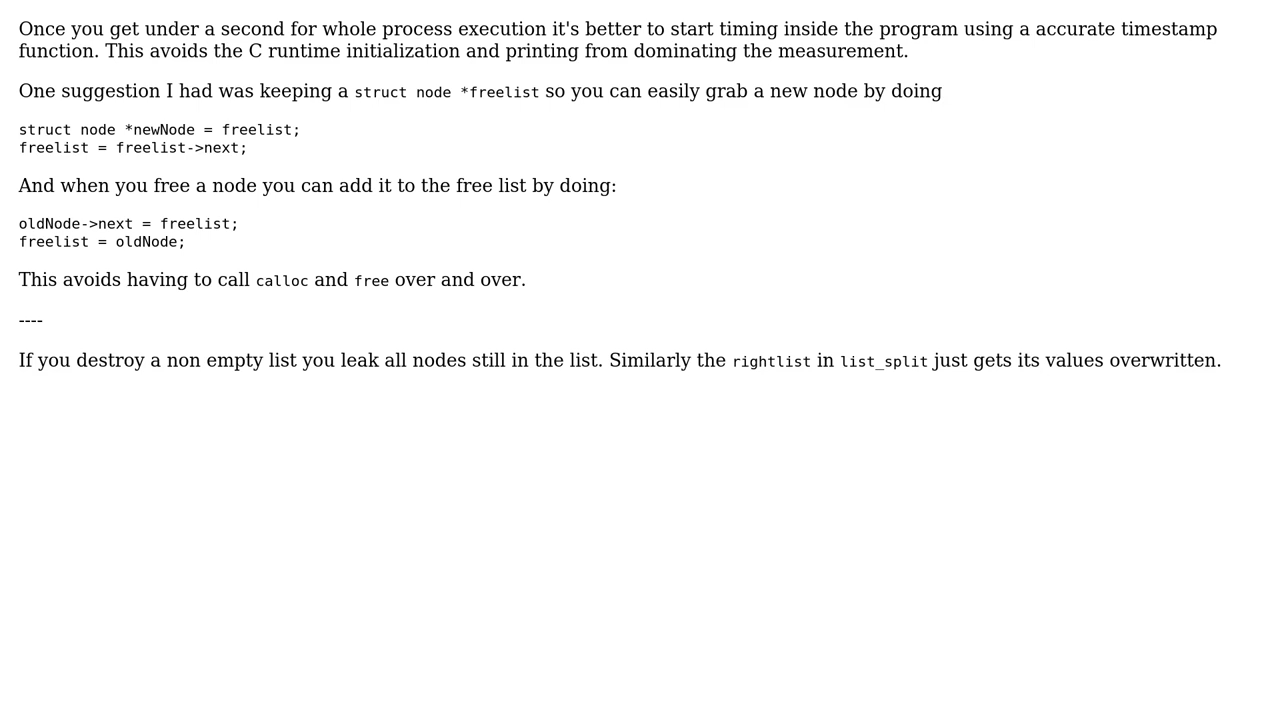 Once you get under a second for whole process execution it's better to start timing inside the program using a accurate timestamp
function. This avoids the C runtime initialization and printing from dominating the measurement.
One suggestion I had was keeping a struct node *freelist so you can easily grab a new node by doing
struct node *newNode = freelist;
freelist = freelist->next;
And when you free a node you can add it to the free list by doing:
oldNode->next = freelist;
freelist = oldNode;
This avoids having to call calloc and free over and over.
----
If you destroy a non empty list you leak all nodes still in the list. Similarly the rightlist in list_split just gets its values overwritten.